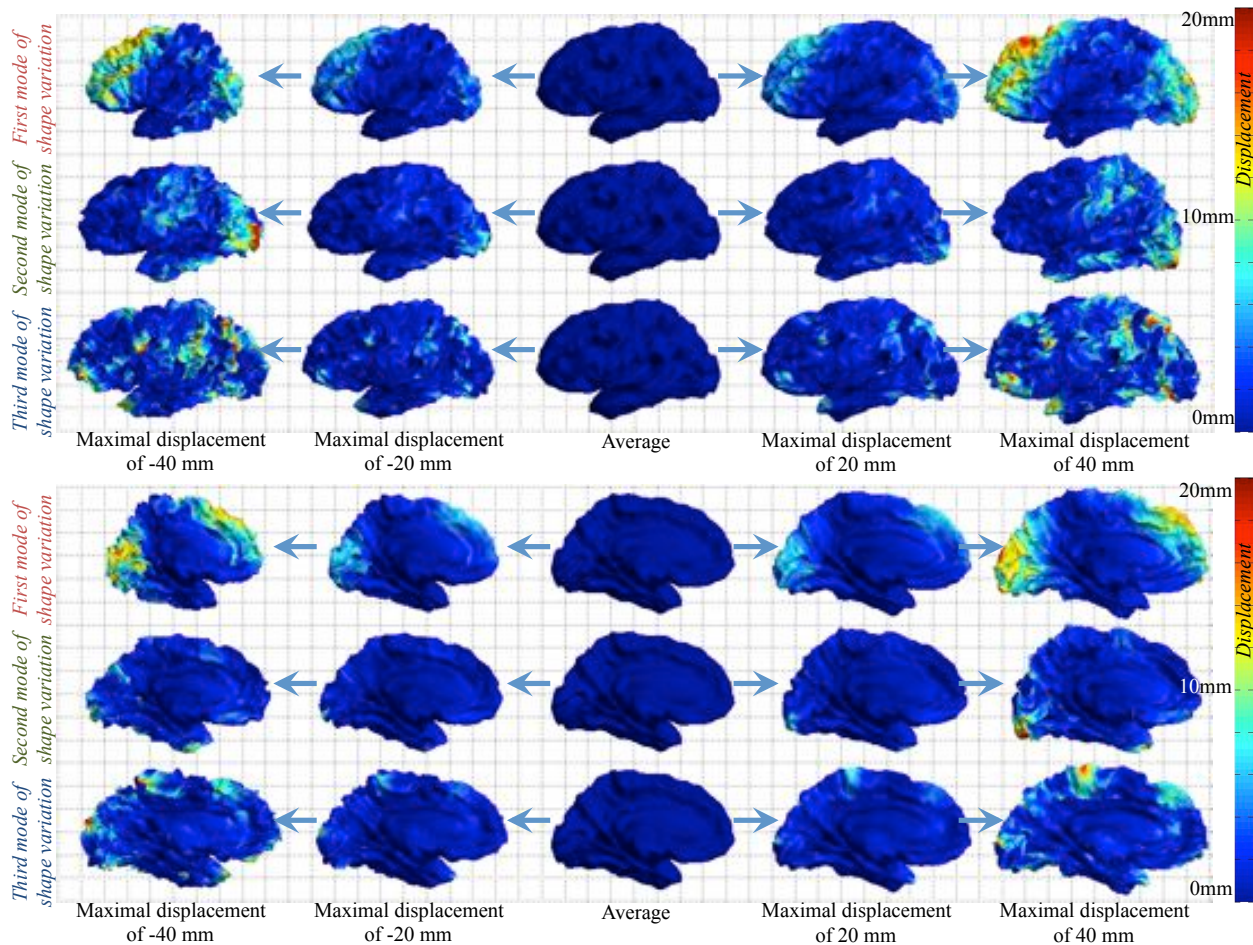 20mm
First mode of
shape variation
Displacement
Second mode of
shape variation
10mm
Third mode of
shape variation
0mm
Maximal displacement
of -40 mm
Maximal displacement
of -20 mm
Average
Maximal displacement
of 20 mm
Maximal displacement
of 40 mm
20mm
First mode of
shape variation
Displacement
Second mode of
shape variation
10mm
Third mode of
shape variation
0mm
Maximal displacement
of -40 mm
Maximal displacement
of -20 mm
Average
Maximal displacement
of 20 mm
Maximal displacement
of 40 mm